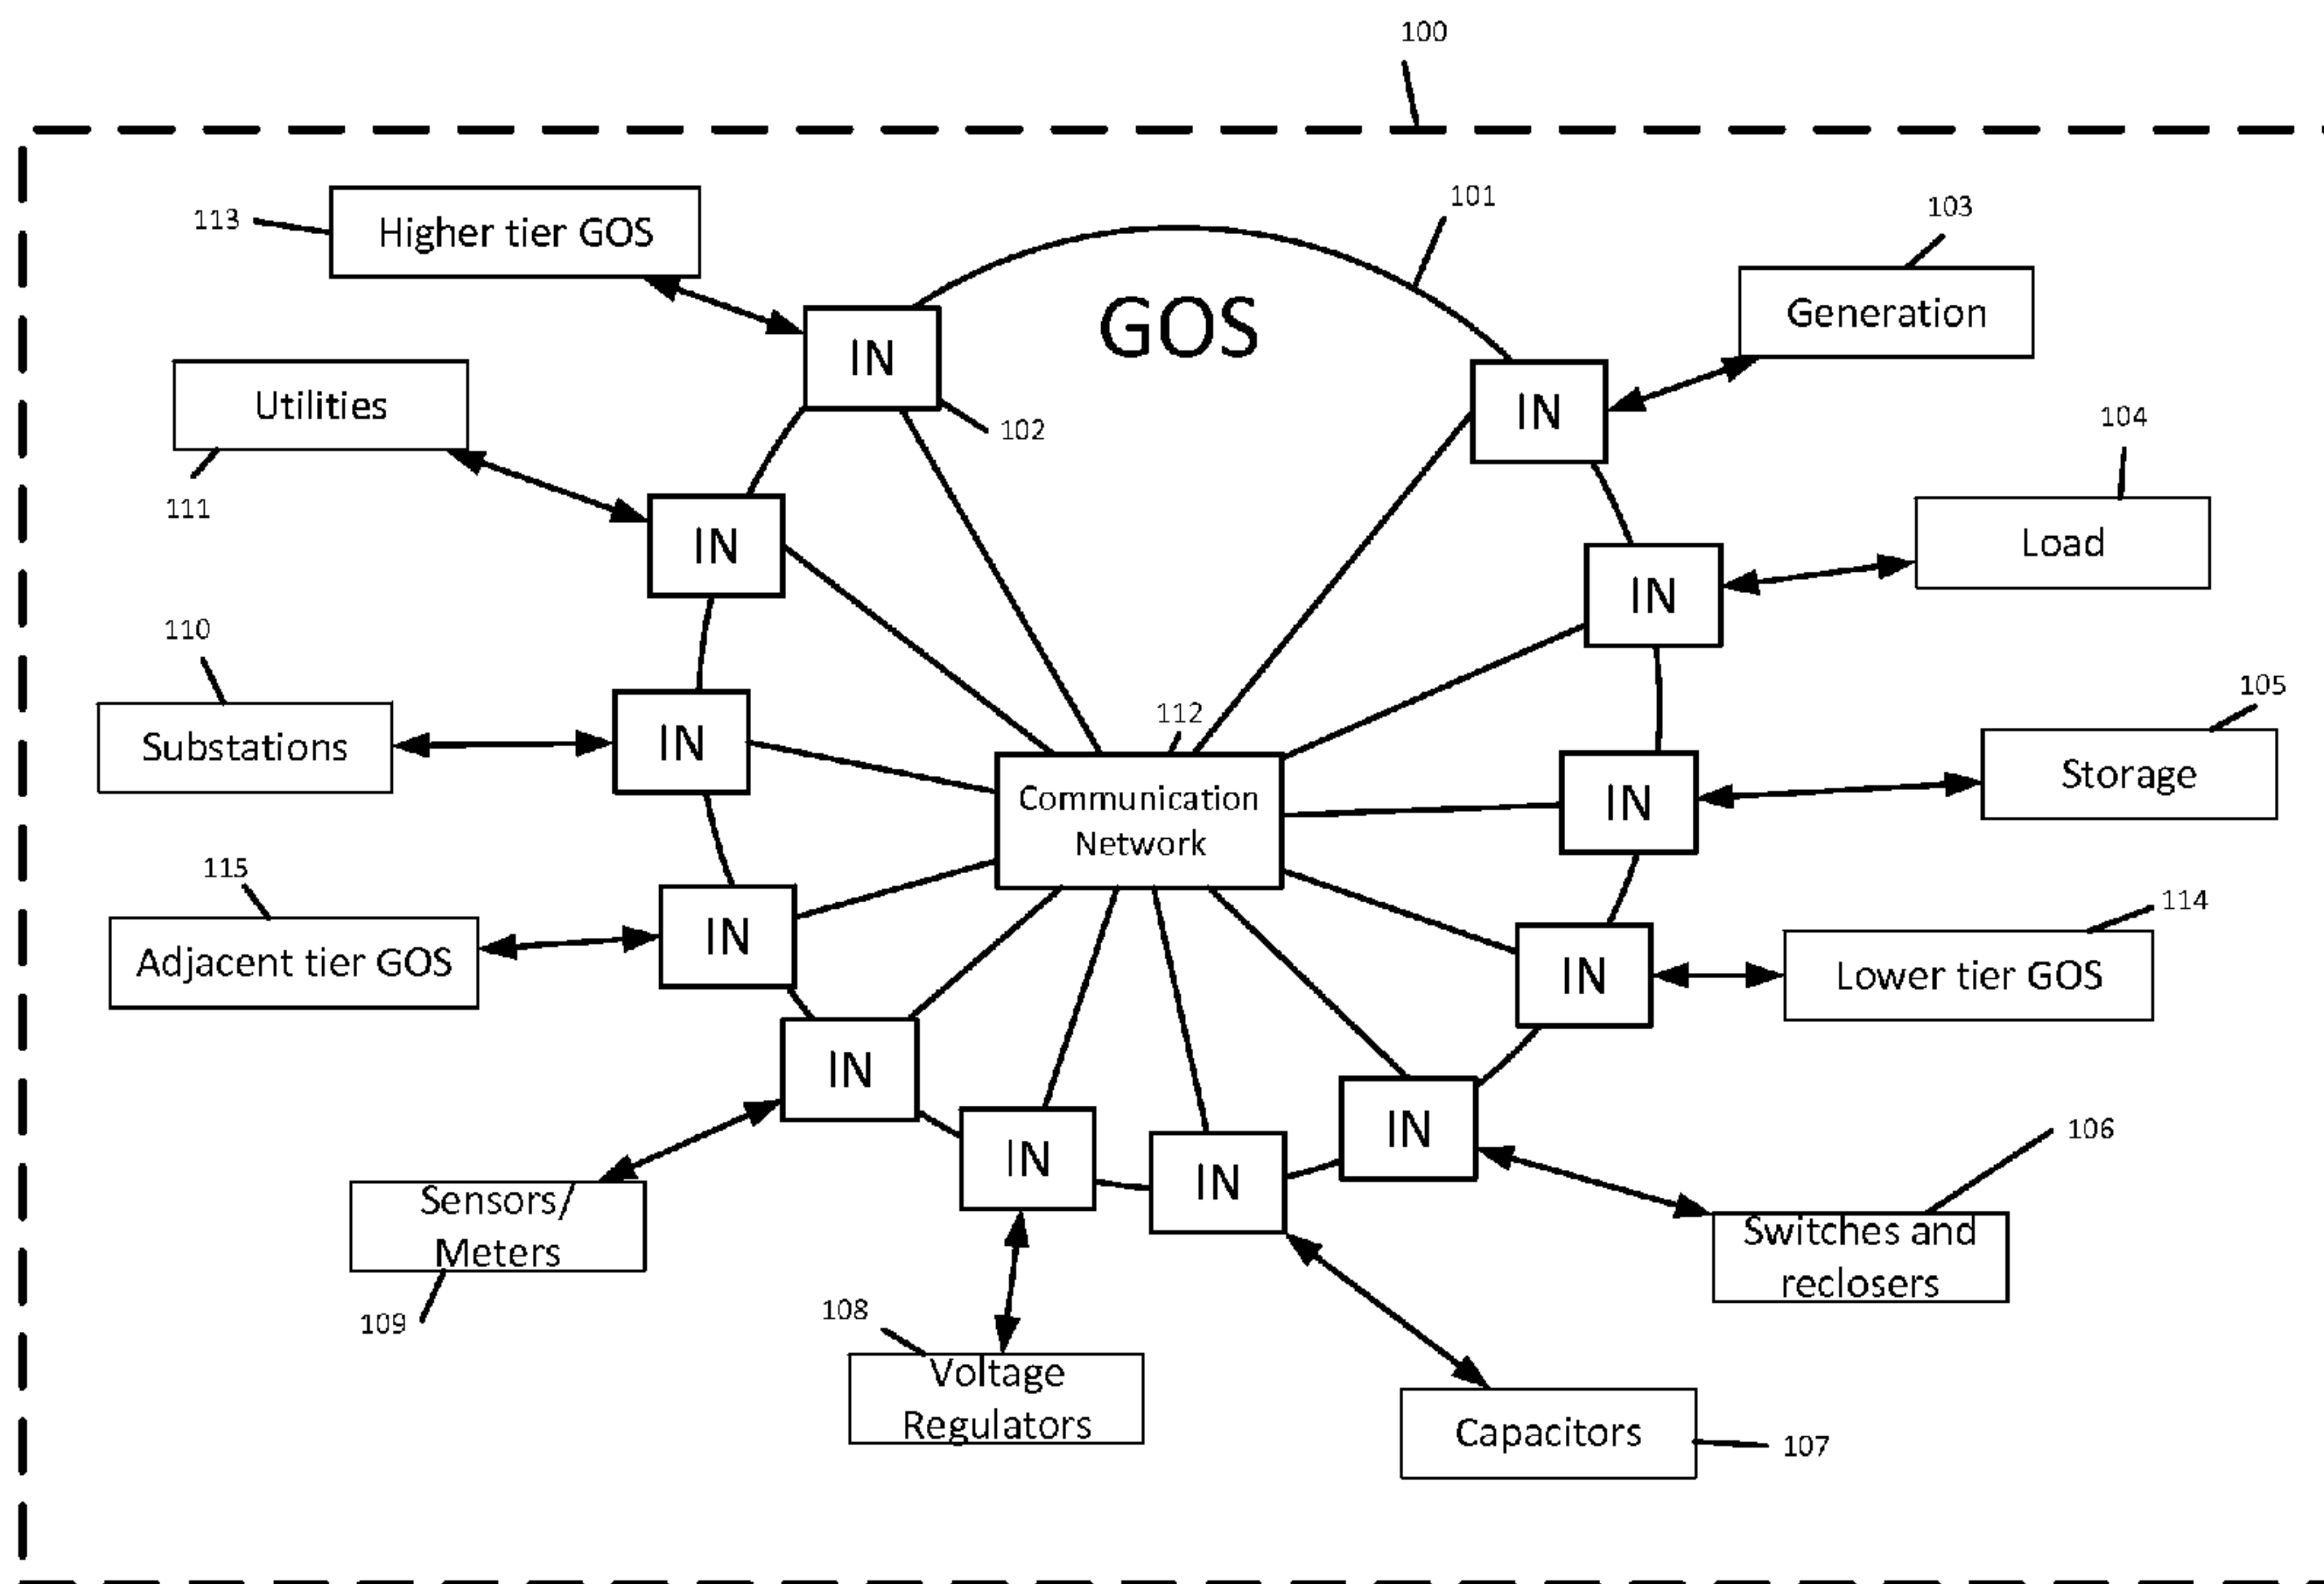 100
101
103
113
Higher tier GOS
GOS
Generation
IN
IN
Utilities
102
104
111
IN
Load
IN
110
105
112
Substations
IN
Storage
IN
Communication
Network
115
114
Adjacent tier GOS
IN
Lower tier GOS
IN
IN
106
IN
IN
IN
Sensors/
Meters
Switches and
reclosers
109
108
Voltage
Regulators
Capacitors
107